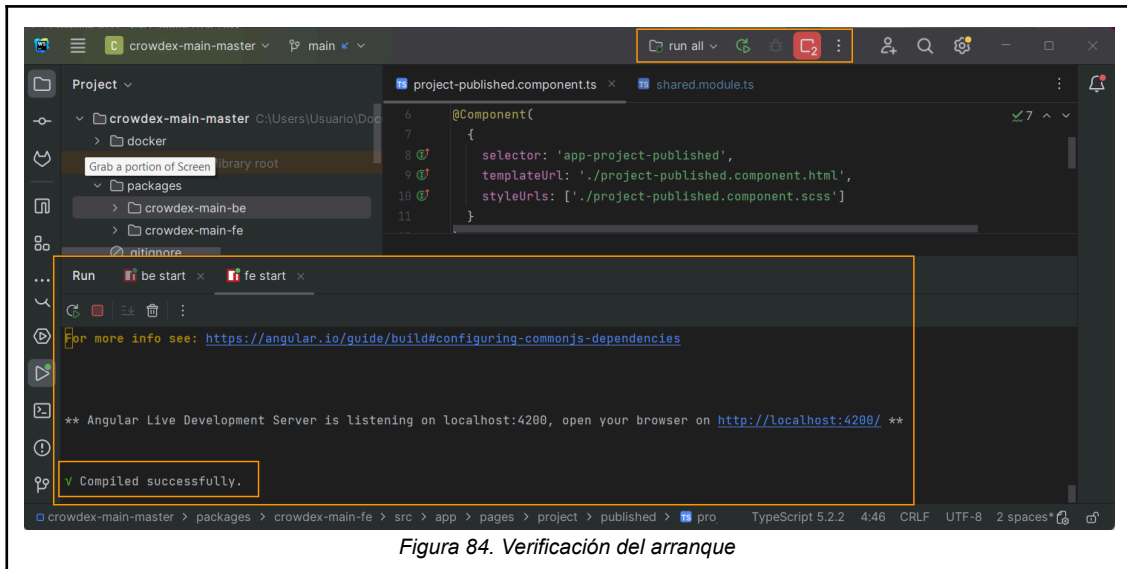 WS C crowdex-main-master main run all 2
Project project-published.component.ts shared.module.ts
crowdex-main-master C:\Users\Usuario\Doc 6 @Component( 7
docker 7 {
Grab a portion of Screen library root 8 selector: 'app-project-published',
packages 9 templateUrl: './project-published.component.html',
crowdex-main-be 10 styleUrls: ['./project-published.component.scss']
crowdex-main-fe 11 }
gitignore
Run be start fe start
For more info see: https://angular.io/guide/build#configuring-commonjs-dependencies
** Angular Live Development Server is listening on localhost:4200, open your browser on http://localhost:4200/ **
√ Compiled successfully.
crowdex-main-master > packages > crowdex-main-fe > src > app > pages > project > published > TS pro TypeScript 5.2.2 4:46 CRLF UTF-8 2 spaces*
Figura 84. Verificación del arranque